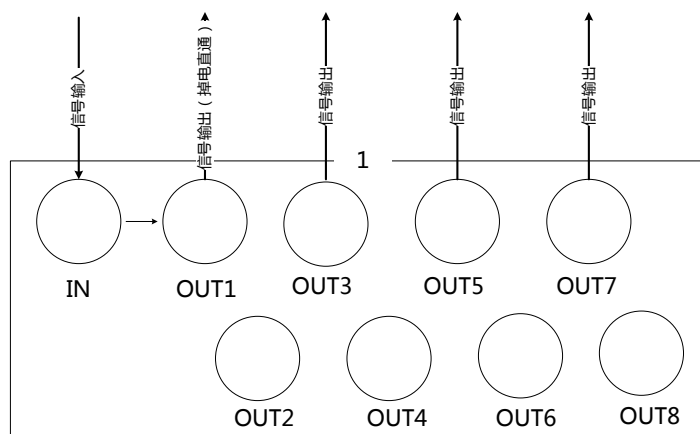 信号输入
信号输出（掉电直通）
信号输出
信号输出
信号输出
1
IN
OUT1
OUT3
OUT5
OUT7
OUT2
OUT4
OUT6
OUT8